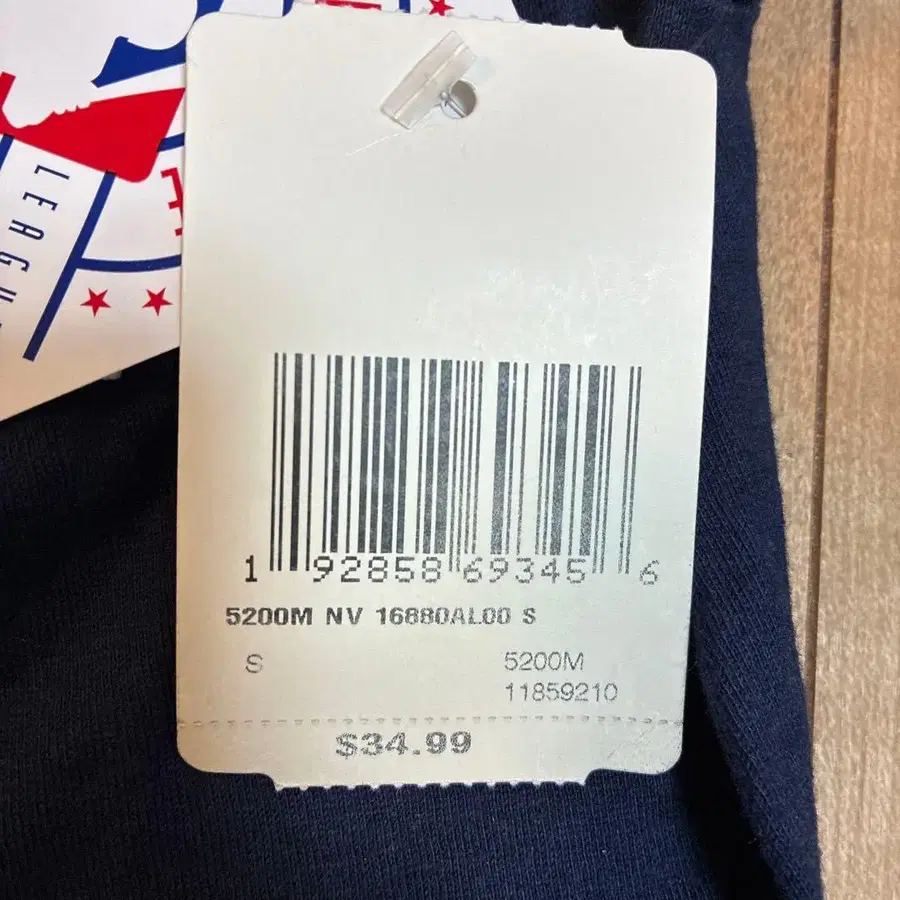 LEAGU
1 92858 69345 6
5200M NV 16880AL00 S
S 5200M
11859210
$34.99